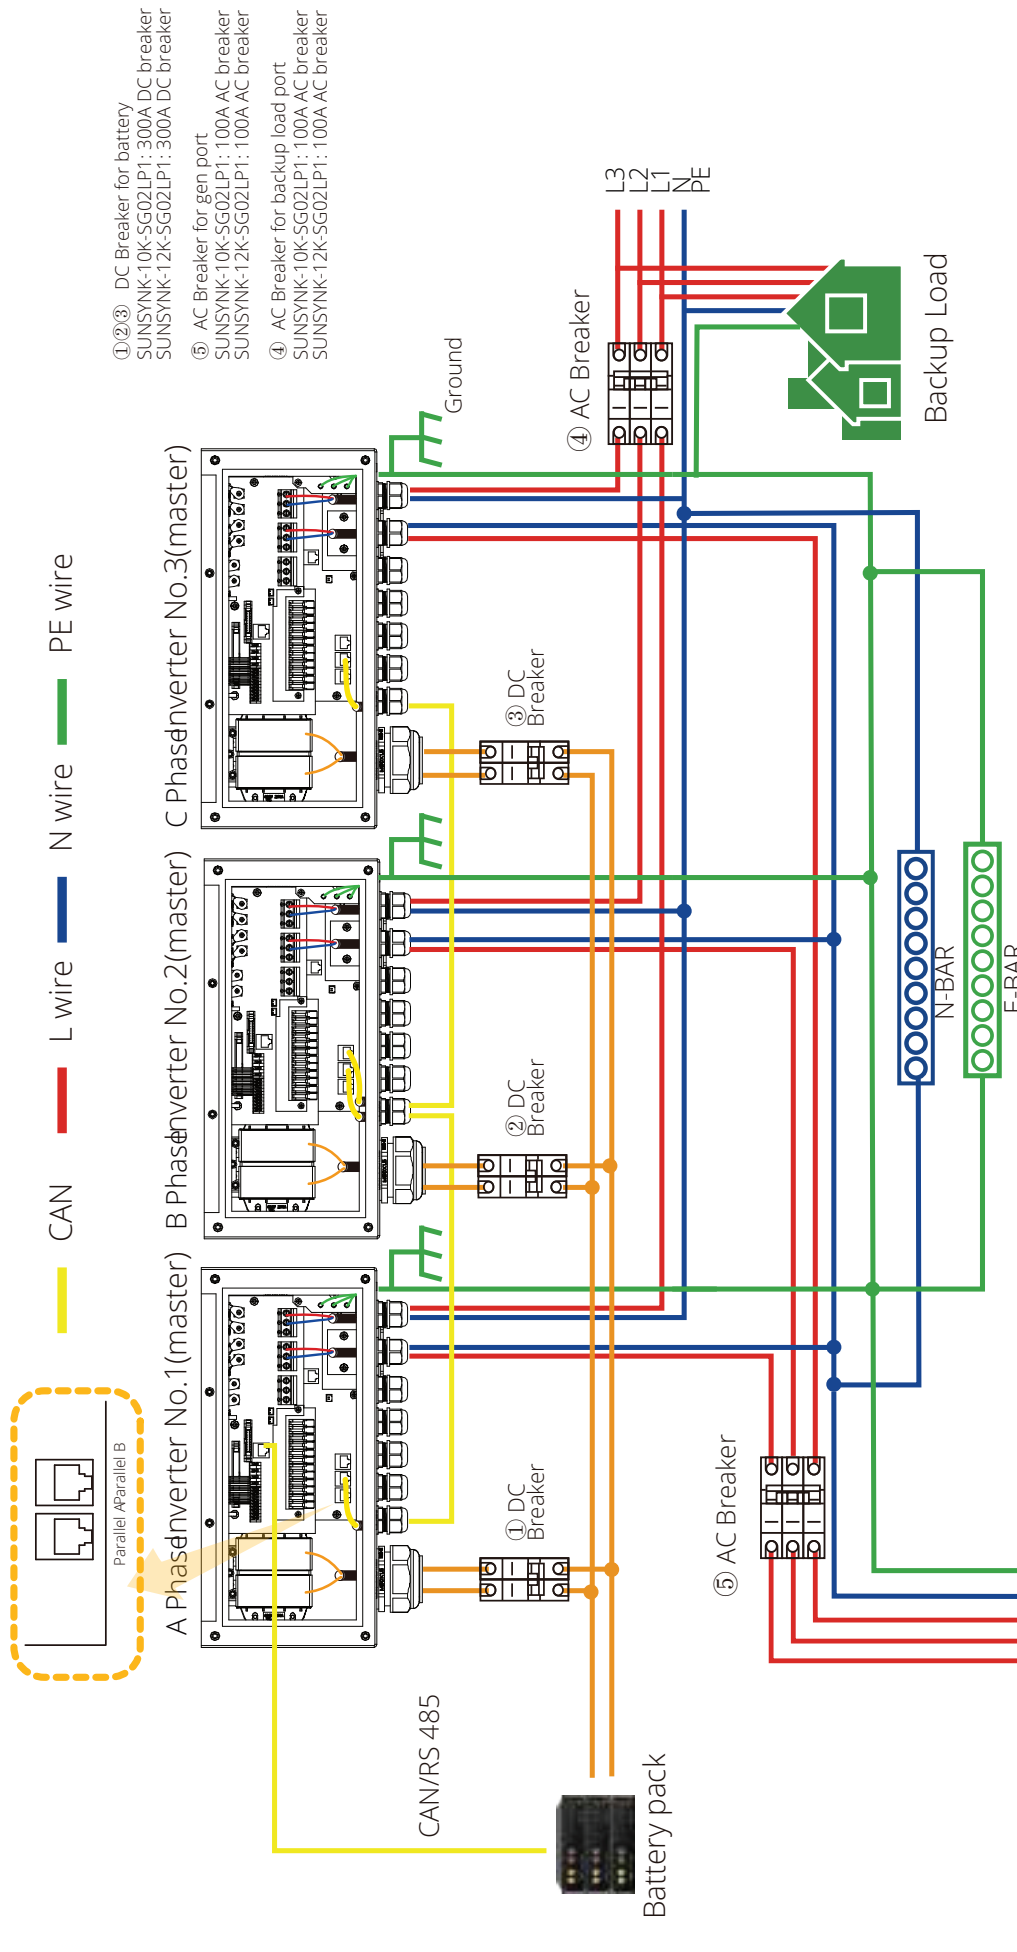 CAN
L wire
N wire
PE wire
①②③ DC Breaker for battery
SUNSYNK-10K-SG02LP1: 300A DC breaker
SUNSYNK-12K-SG02LP1: 300A DC breaker
⑤ AC Breaker for gen port
SUNSYNK-10K-SG02LP1: 100A AC breaker
SUNSYNK-12K-SG02LP1: 100A AC breaker
④ AC Breaker for backup load port
SUNSYNK-10K-SG02LP1: 100A AC breaker
SUNSYNK-12K-SG02LP1: 100A AC breaker
Parallel A
Parallel B
A Phase
Inverter No.1(master)
B Phase
Inverter No.2(master)
C Phase
Inverter No.3(master)
Ground
CAN/RS 485
① DC
Breaker
② DC
Breaker
③ DC
Breaker
④ AC Breaker
L3
L2
L1
N
PE
Battery pack
⑤ AC Breaker
Backup Load
N-BAR
E-BAR